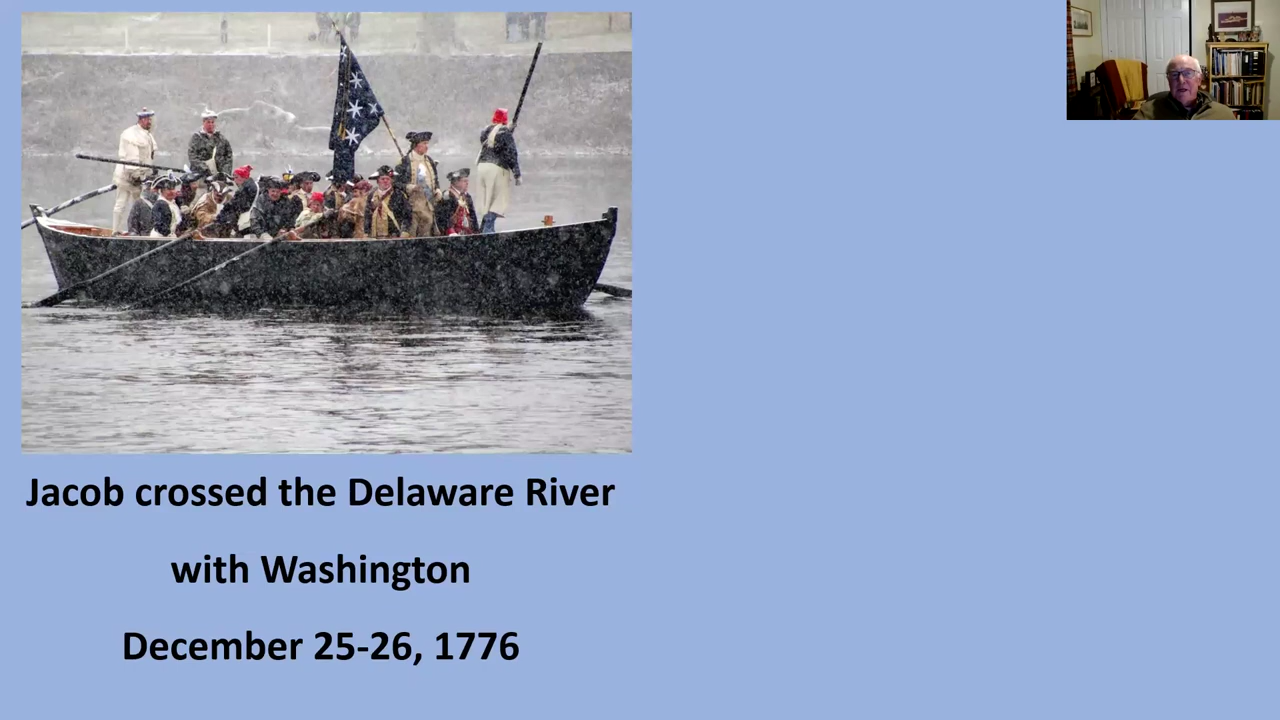 Jacob crossed the Delaware River
with Washington
December 25-26, 1776